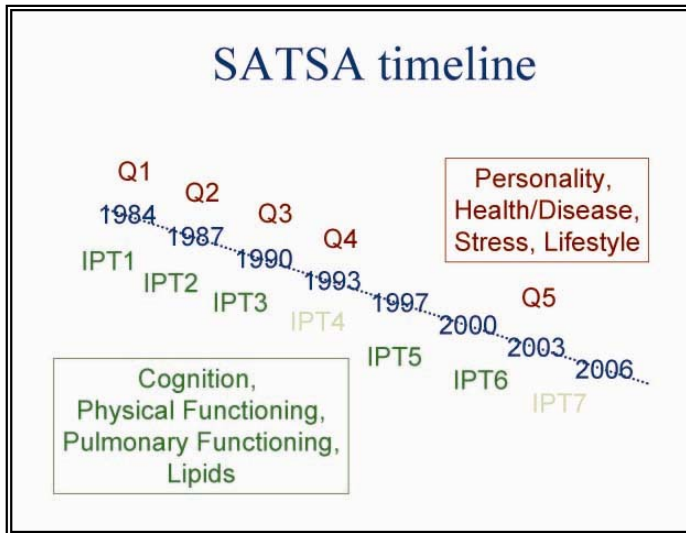 SATSA timeline
Q1
Q2
Q3
Q4
Q5
1984
1987
1990
1993
1997
2000
2003
2006
IPT1
IPT2
IPT3
IPT4
IPT5
IPT6
IPT7
Personality,
Health/Disease,
Stress, Lifestyle
Cognition,
Physical Functioning,
Pulmonary Functioning,
Lipids